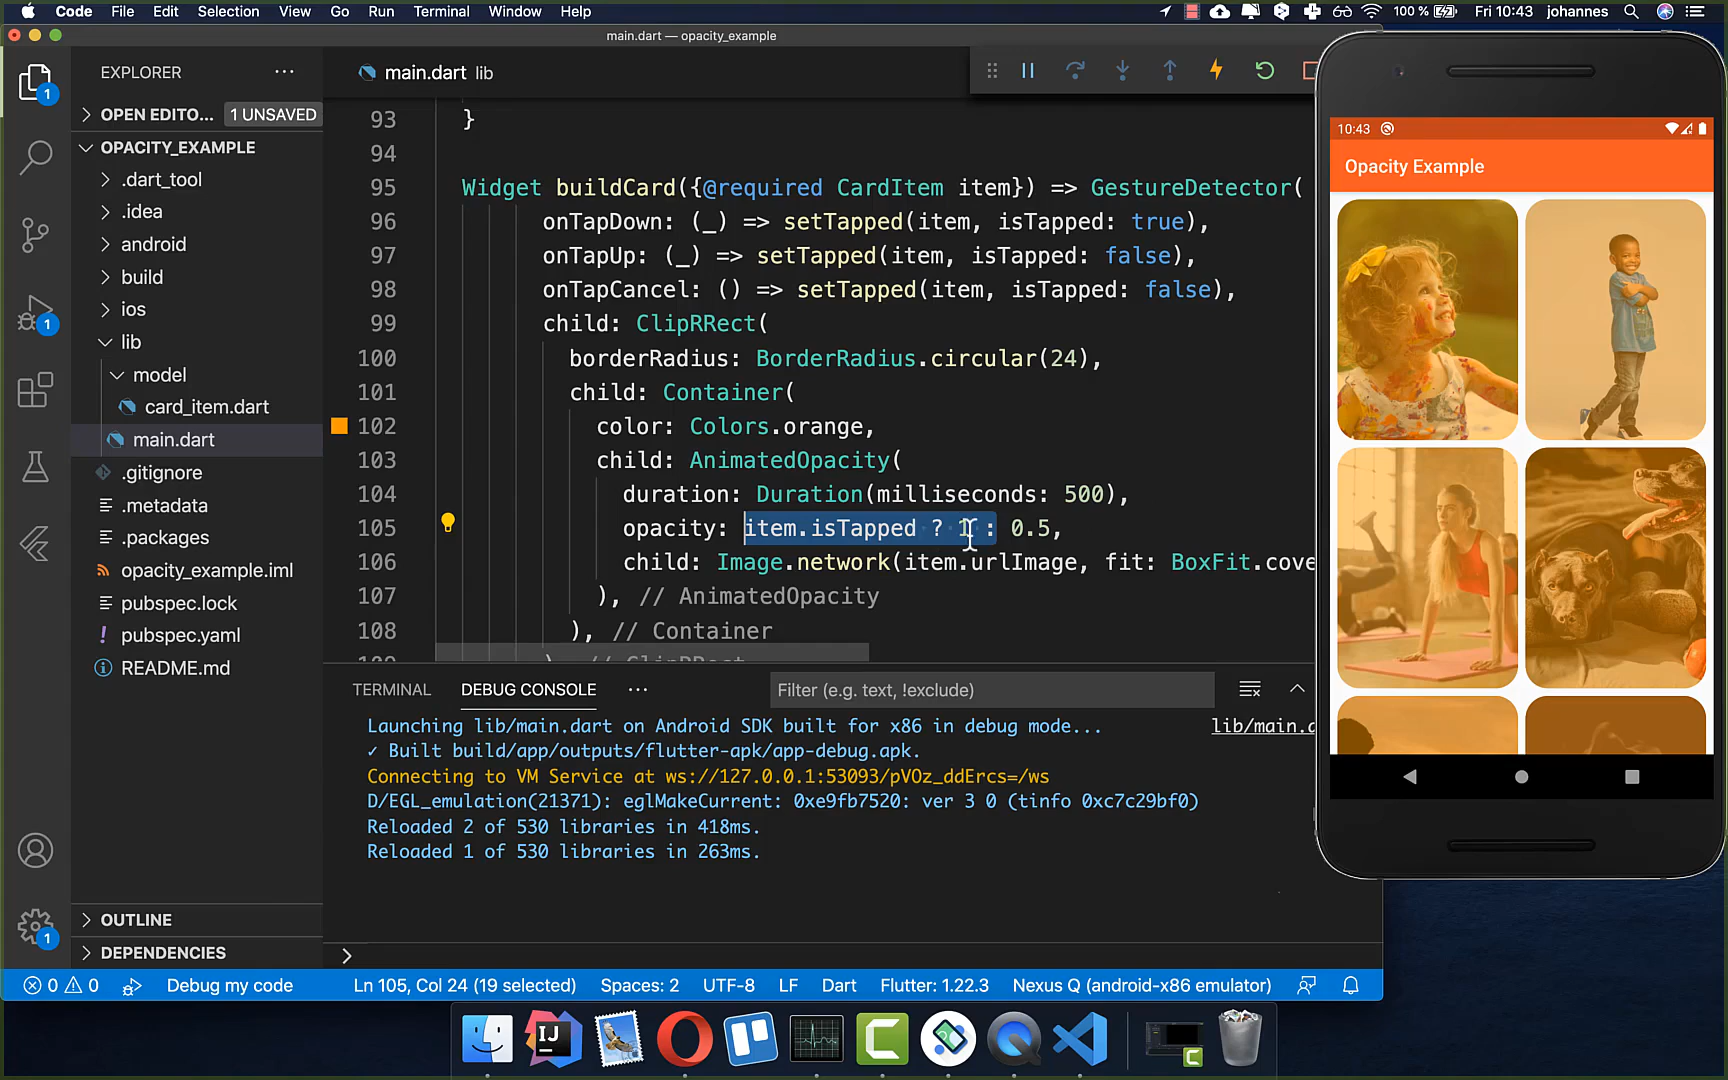 Code File Edit Selection View Go Run Terminal Window Help 100 % Fri 10:43 johannes
main.dart — opacity_example
EXPLORER
OPEN EDITO... 1 UNSAVED
OPACITY_EXAMPLE
.dart_tool
.idea
android
build
ios
lib
model
card_item.dart
main.dart
.gitignore
.metadata
.packages
opacity_example.iml
pubspec.lock
! pubspec.yaml
README.md
OUTLINE
DEPENDENCIES
1
1
1
main.dart lib
93 }
94
95 Widget buildCard({@required CardItem item}) => GestureDetector(
96 onTapDown: (_) => setTapped(item, isTapped: true),
97 onTapUp: (_) => setTapped(item, isTapped: false),
98 onTapCancel: () => setTapped(item, isTapped: false),
99 child: ClipRRect(
100 borderRadius: BorderRadius.circular(24),
101 child: Container(
102 color: Colors.orange,
103 child: AnimatedOpacity(
104 duration: Duration(milliseconds: 500),
105 opacity: item.isTapped ? 1 : 0.5,
106 child: Image.network(item.urlImage, fit: BoxFit.cove
107 ), // AnimatedOpacity
108 ), // Container
TERMINAL DEBUG CONSOLE ... Filter (e.g. text, !exclude)
Launching lib/main.dart on Android SDK built for x86 in debug mode... lib/main.d
✓ Built build/app/outputs/flutter-apk/app-debug.apk.
Connecting to VM Service at ws://127.0.0.1:53093/pVOz_ddErcs=/ws
D/EGL_emulation(21371): eglMakeCurrent: 0xe9fb7520: ver 3 0 (tinfo 0xc7c29bf0)
Reloaded 2 of 530 libraries in 418ms.
Reloaded 1 of 530 libraries in 263ms.
0 0 Debug my code Ln 105, Col 24 (19 selected) Spaces: 2 UTF-8 LF Dart Flutter: 1.22.3 Nexus Q (android-x86 emulator)
10:43
Opacity Example
IJ